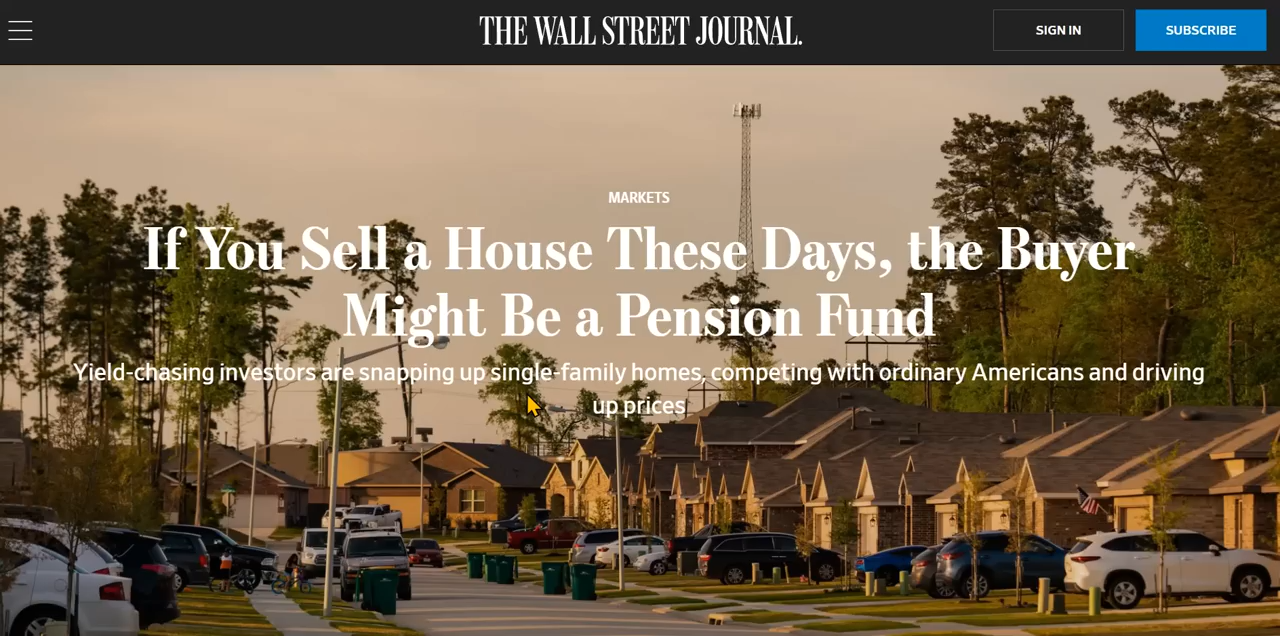 THE WALL STREET JOURNAL.
SIGN IN
SUBSCRIBE
MARKETS
If You Sell a House These Days, the Buyer
Might Be a Pension Fund
Yield-chasing investors are snapping up single-family homes, competing with ordinary Americans and driving
up prices